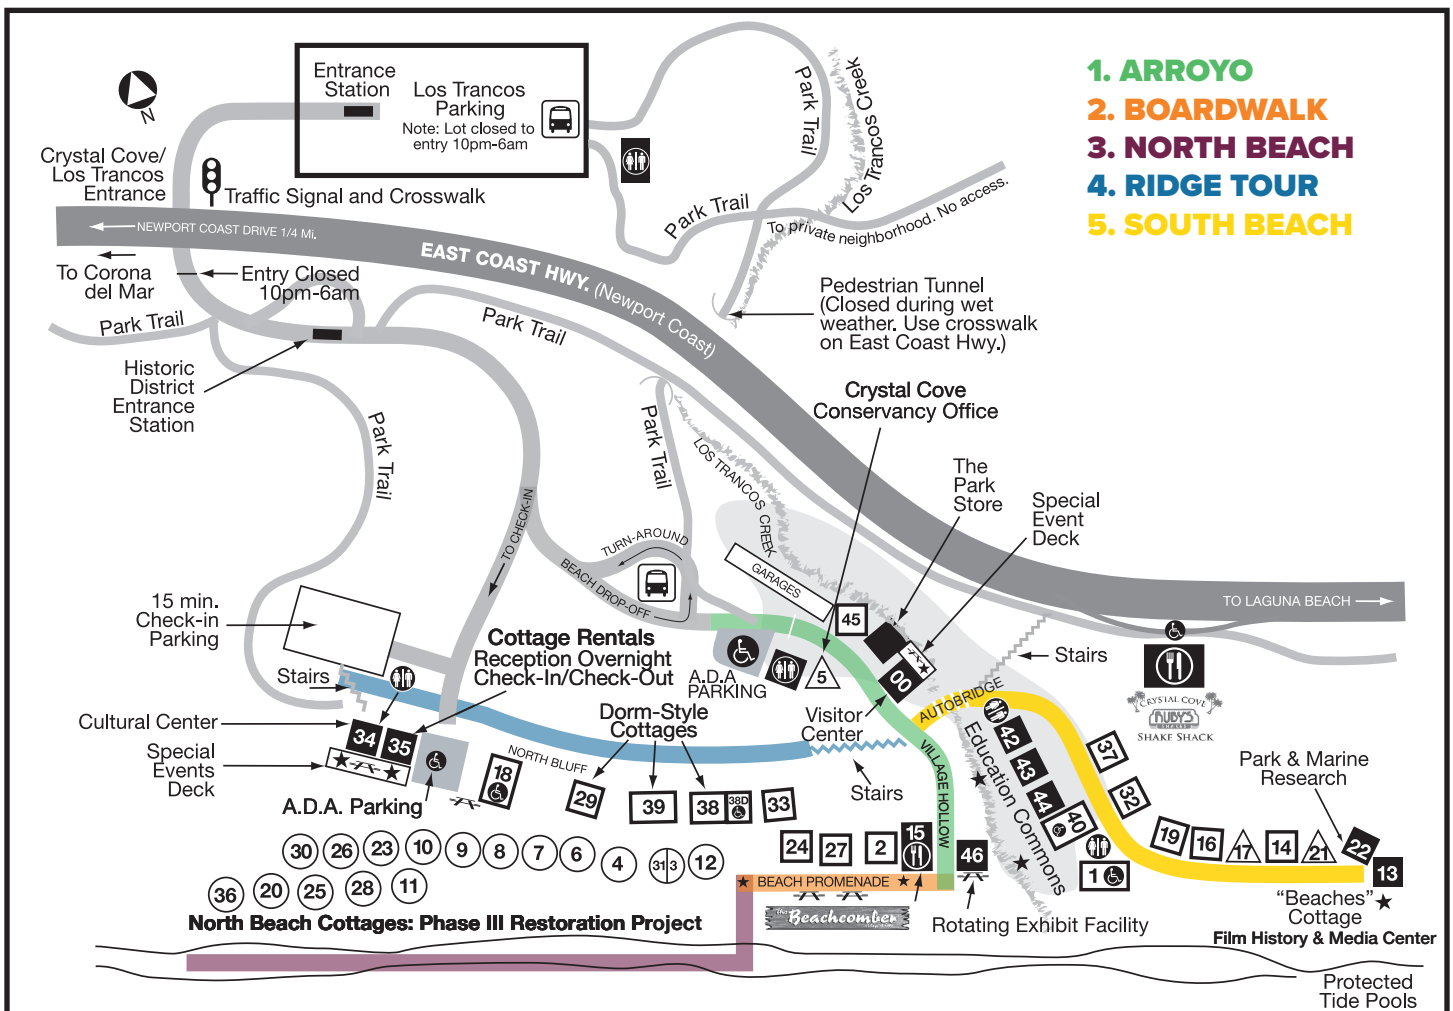 1. ARROYO
2. BOARDWALK
3. NORTH BEACH
4. RIDGE TOUR
5. SOUTH BEACH
N
Entrance
Station
Los Trancos
Parking
Note: Lot closed to
entry 10pm-6am
Park Trail
Los Trancos Creek
Crystal Cove/
Los Trancos
Entrance
Traffic Signal and Crosswalk
Park Trail
To private neighborhood. No access.
NEWPORT COAST DRIVE 1/4 Mi.
EAST COAST HWY. (Newport Coast)
To Corona
del Mar
Entry Closed
10pm-6am
Park Trail
Park Trail
Pedestrian Tunnel
(Closed during wet
weather. Use crosswalk
on East Coast Hwy.)
Historic
District
Entrance
Station
Park Trail
Park Trail
LOS TRANCOS CREEK
Crystal Cove
Conservancy Office
The
Park
Store
Special
Event
Deck
TO CHECK-IN
TURN-AROUND
BEACH DROP-OFF
GARAGES
TO LAGUNA BEACH
15 min.
Check-in
Parking
Cottage Rentals
Reception Overnight
Check-In/Check-Out
Stairs
45
A.D.A
PARKING
5
00
Stairs
CRYSTAL COVE
RUBY'S
SHAKE SHACK
Cultural Center
34
35
Special
Events
Deck
A.D.A. Parking
Dorm-Style
Cottages
Visitor
Center
AUTOBRIDGE
NORTH BLUFF
VILLAGE HOLLOW
Stairs
Education Commons
18
29
39
38
38D
33
42
43
44
40
37
32
Park & Marine
Research
19
16
17
14
21
22
13
24
27
2
15
46
1
30
26
23
10
9
8
7
6
4
31
3
12
36
20
25
28
11
BEACH PROMENADE
The
Beachcomber
Rotating Exhibit Facility
"Beaches"
Cottage
Film History & Media Center
North Beach Cottages: Phase III Restoration Project
Protected
Tide Pools